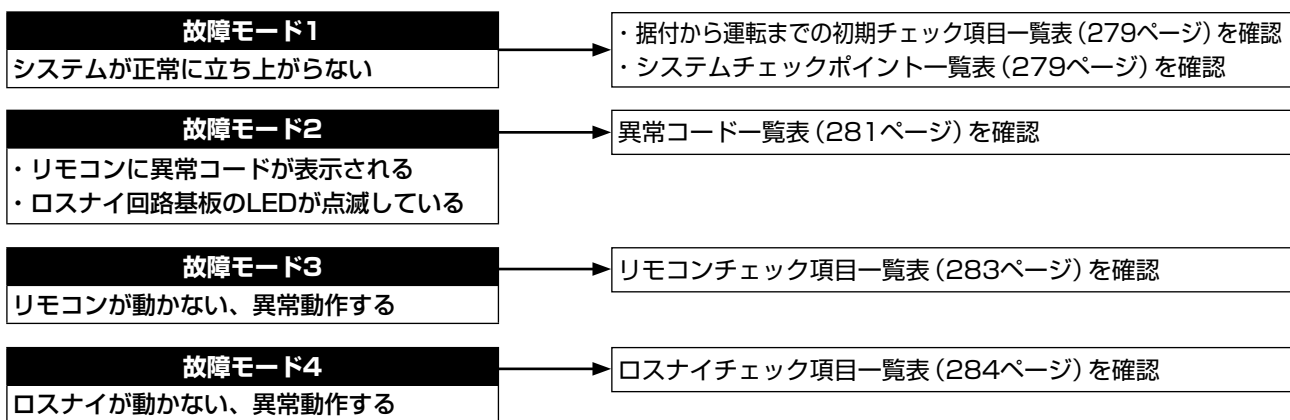 故障モード1
システムが正常に立ち上がらない
・据付から運転までの初期チェック項目一覧表(279ページ)を確認
・システムチェックポイント一覧表(279ページ)を確認
故障モード2
・リモコンに異常コードが表示される
・ロスナイ回路基板のLEDが点滅している
異常コード一覧表(281ページ)を確認
故障モード3
リモコンが動かない、異常動作する
リモコンチェック項目一覧表(283ページ)を確認
故障モード4
ロスナイが動かない、異常動作する
ロスナイチェック項目一覧表(284ページ)を確認